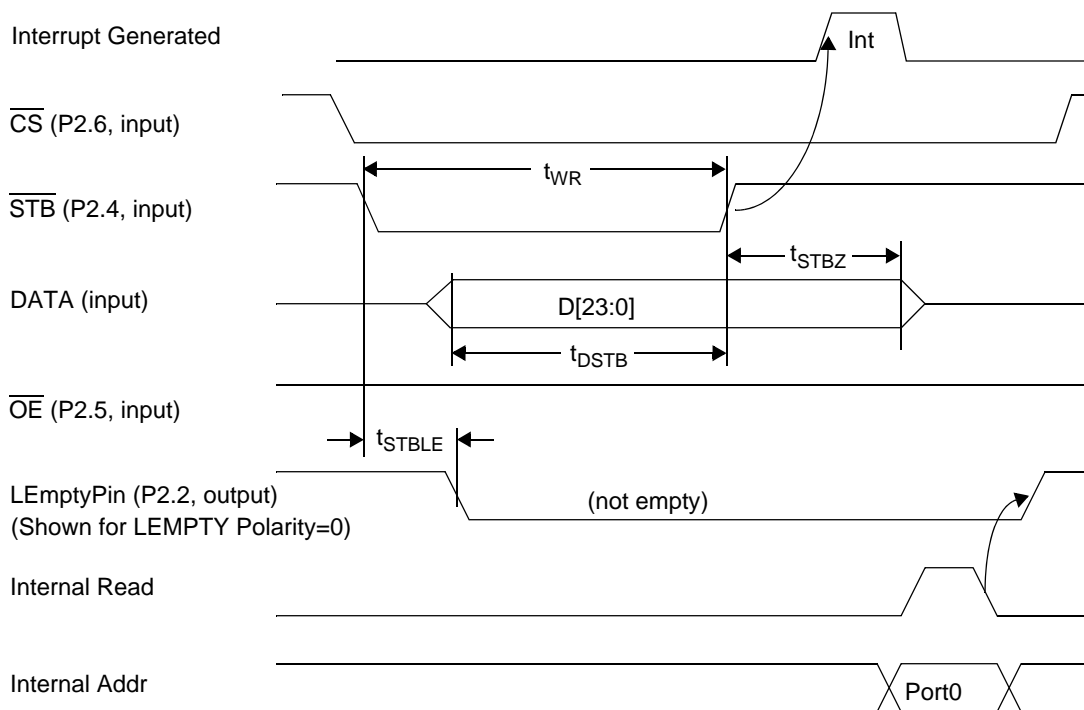 Interrupt Generated
Int
CS (P2.6, input)
tWR
STB (P2.4, input)
tSTBZ
DATA (input)
D[23:0]
tDSTB
OE (P2.5, input)
tSTBLE
LEmptyPin (P2.2, output)
(not empty)
(Shown for LEMPTY Polarity=0)
Internal Read
Internal Addr
Port0